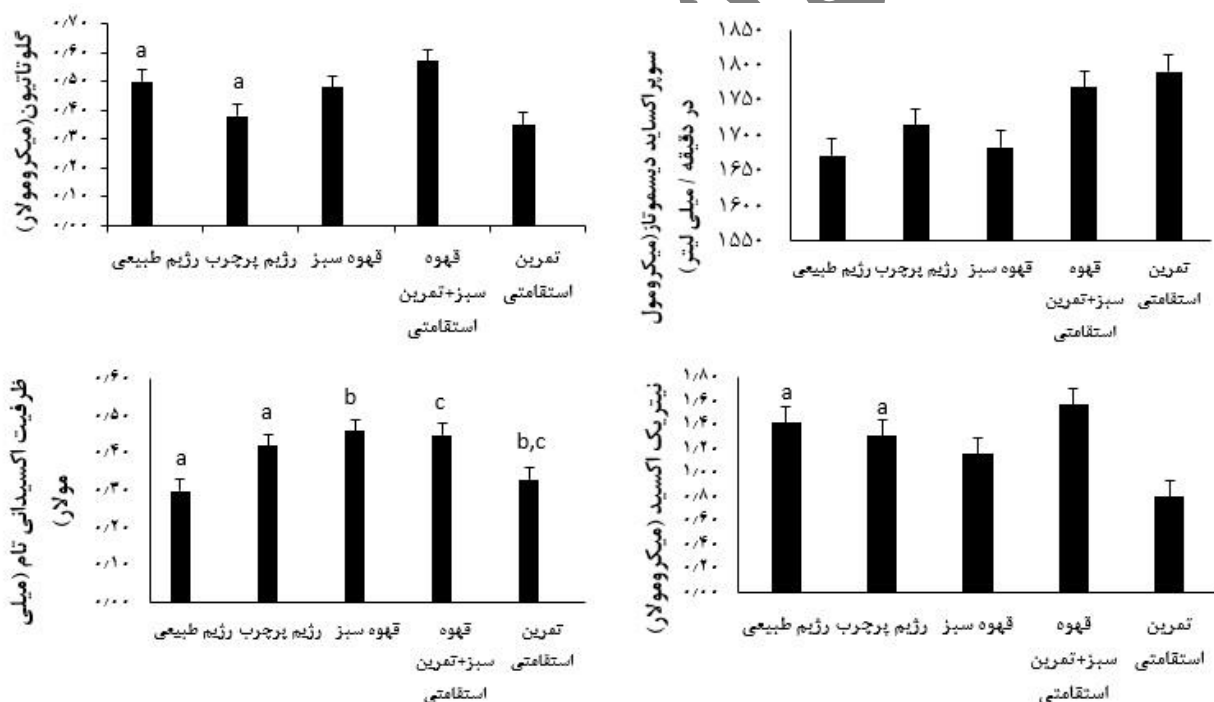 گلوتاتیون(میکرومولار)
۰٫۷۰
۰٫۶۰
۰٫۵۰
۰٫۴۰
۰٫۳۰
۰٫۲۰
۰٫۱۰
۰٫۰۰
a
a
رژیم طبیعی
رژیم پرچرب
قهوه سبز
قهوه
سبز+تمرین
استقامتی
تمرین
استقامتی
سوپراکساید دیسموتاز(میکرومول
در دقیقه / میلی لیتر)
۱۸۵۰
۱۸۰۰
۱۷۵۰
۱۷۰۰
۱۶۵۰
۱۶۰۰
۱۵۵۰
رژیم طبیعی
رژیم پرچرب
قهوه سبز
قهوه
سبز+تمرین
استقامتی
تمرین
استقامتی
ظرفیت اکسیدانی تام (میلی
مولار)
۰٫۶۰
۰٫۵۰
۰٫۴۰
۰٫۳۰
۰٫۲۰
۰٫۱۰
۰٫۰۰
a
a
b
c
b,c
رژیم طبیعی
رژیم پرچرب
قهوه سبز
قهوه
سبز+تمرین
استقامتی
تمرین
استقامتی
نیتریک اکسید (میکرومولار)
۱٫۸۰
۱٫۶۰
۱٫۴۰
۱٫۲۰
۱٫۰۰
۰٫۸۰
۰٫۶۰
۰٫۴۰
۰٫۲۰
۰٫۰۰
a
a
رژیم طبیعی
رژیم پرچرب
قهوه سبز
قهوه
سبز+تمرین
استقامتی
تمرین
استقامتی